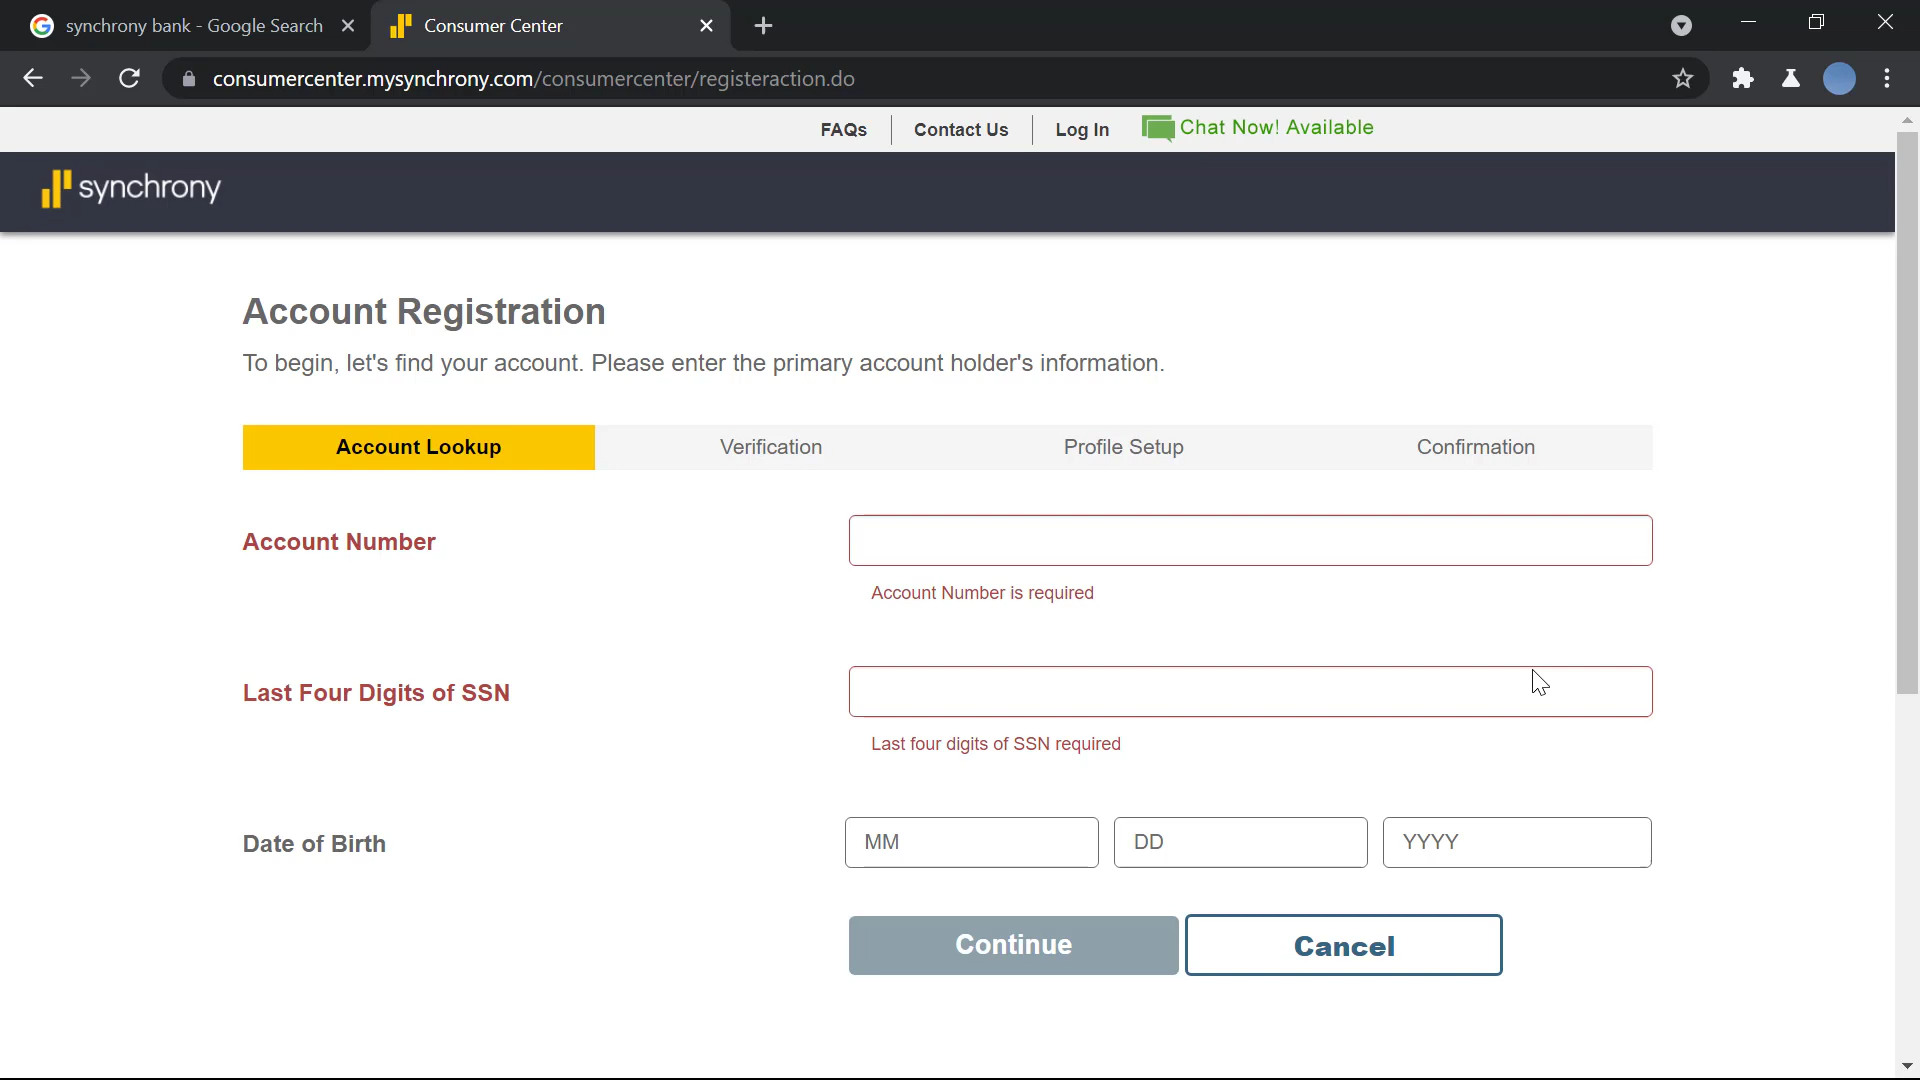 synchrony bank - Google Search
Consumer Center
consumercenter.mysynchrony.com/consumercenter/registeraction.do
FAQs
Contact Us
Log In
Chat Now! Available
synchrony
Account Registration
To begin, let's find your account. Please enter the primary account holder's information.
Account Lookup
Verification
Profile Setup
Confirmation
Account Number
Account Number is required
Last Four Digits of SSN
Last four digits of SSN required
Date of Birth
MM
DD
YYYY
Continue
Cancel